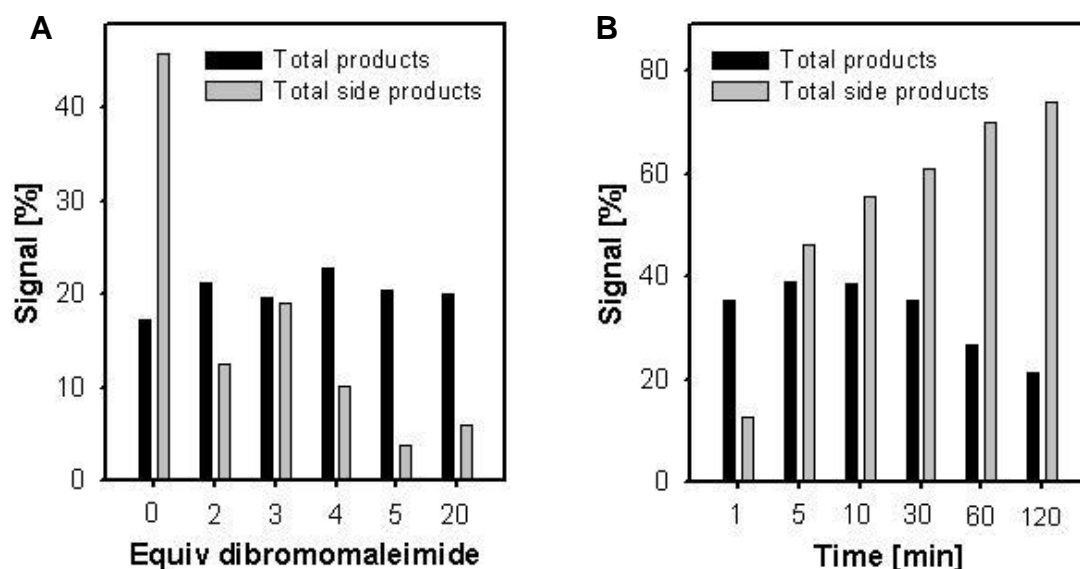 A
Total products
Total side products
40
30
20
10
0
Signal [%]
0 2 3 4 5 20
Equiv dibromomaleimide
B
Total products
Total side products
80
60
40
20
0
Signal [%]
1 5 10 30 60 120
Time [min]